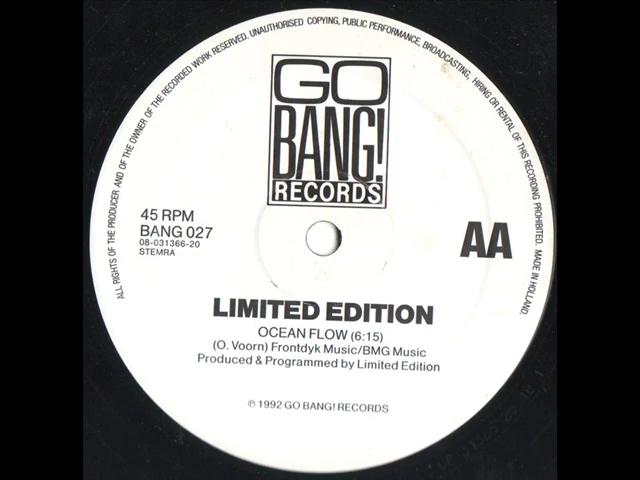 ALL RIGHTS OF THE PRODUCER AND OF THE OWNER OF THE RECORDED WORK RESERVED. UNAUTHORISED COPYING, PUBLIC PERFORMANCE, BROADCASTING, HIRING OR RENTAL OF THIS RECORDING PROHIBITED. MADE IN HOLLAND.
GO
BANG!
RECORDS
45 RPM
BANG 027
08-031366-20
STEMRA
AA
LIMITED EDITION
OCEAN FLOW (6:15)
(O. Voorn) Frontdyk Music/BMG Music
Produced & Programmed by Limited Edition
℗ 1992 GO BANG! RECORDS